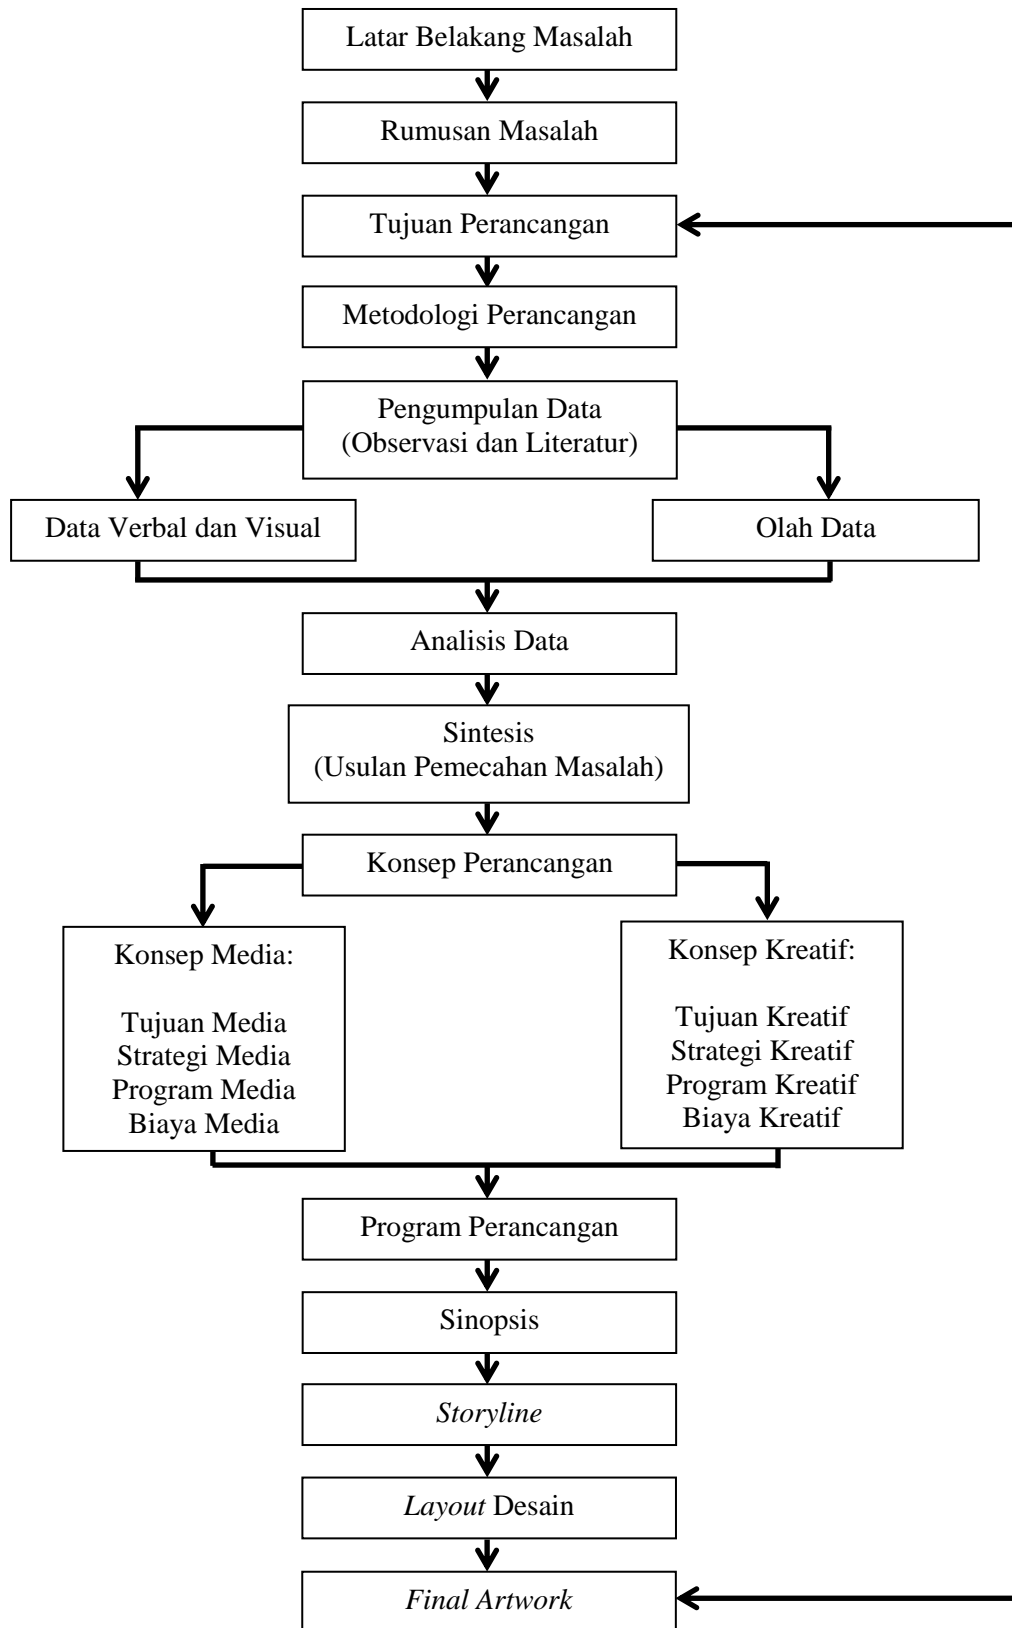 Latar Belakang Masalah
Rumusan Masalah
Tujuan Perancangan
Metodologi Perancangan
Pengumpulan Data
(Observasi dan Literatur)
Data Verbal dan Visual
Olah Data
Analisis Data
Sintesis
(Usulan Pemecahan Masalah)
Konsep Perancangan
Konsep Media:
Tujuan Media
Strategi Media
Program Media
Biaya Media
Konsep Kreatif:
Tujuan Kreatif
Strategi Kreatif
Program Kreatif
Biaya Kreatif
Program Perancangan
Sinopsis
Storyline
Layout Desain
Final Artwork